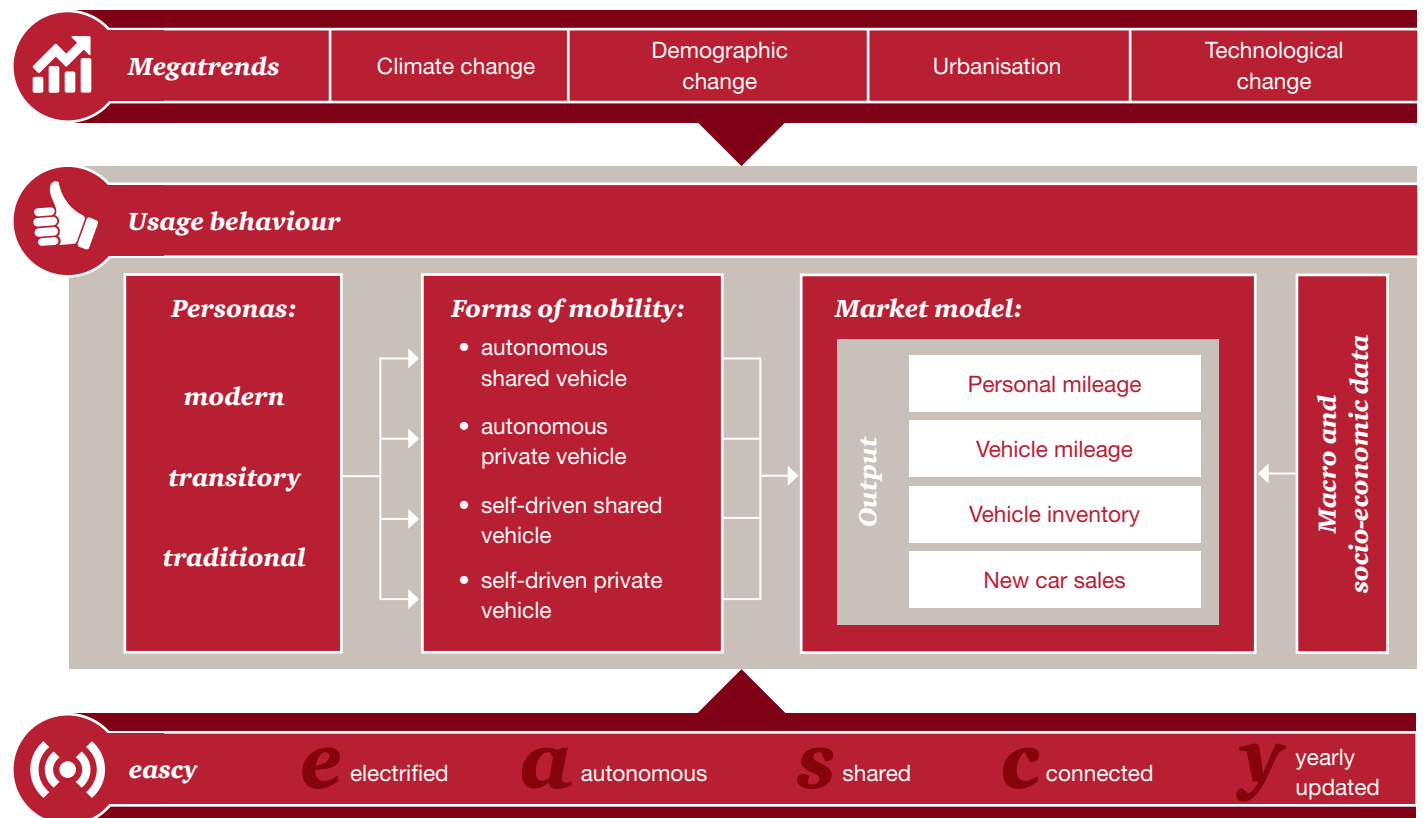 Megatrends
Climate change
Demographic
change
Urbanisation
Technological
change
Usage behaviour
Personas:
modern
transitory
traditional
Forms of mobility:
• autonomous
shared vehicle
• autonomous
private vehicle
• self-driven shared
vehicle
• self-driven private
vehicle
Market model:
Output
Personal mileage
Vehicle mileage
Vehicle inventory
New car sales
Macro and
socio-economic data
eascy
e electrified
a autonomous
s shared
c connected
y yearly
updated